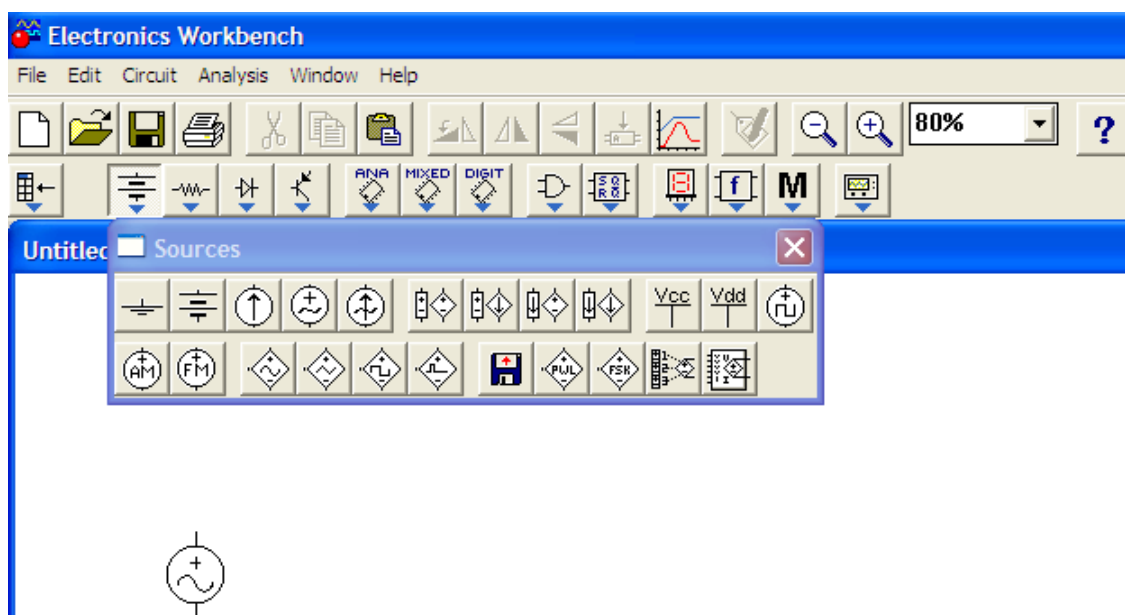 Electronics Workbench
File Edit Circuit Analysis Window Help
80% ?
ANA MIXED DIGIT f M
Untitled Sources
Vcc Vdd
AM FM PWL FSK